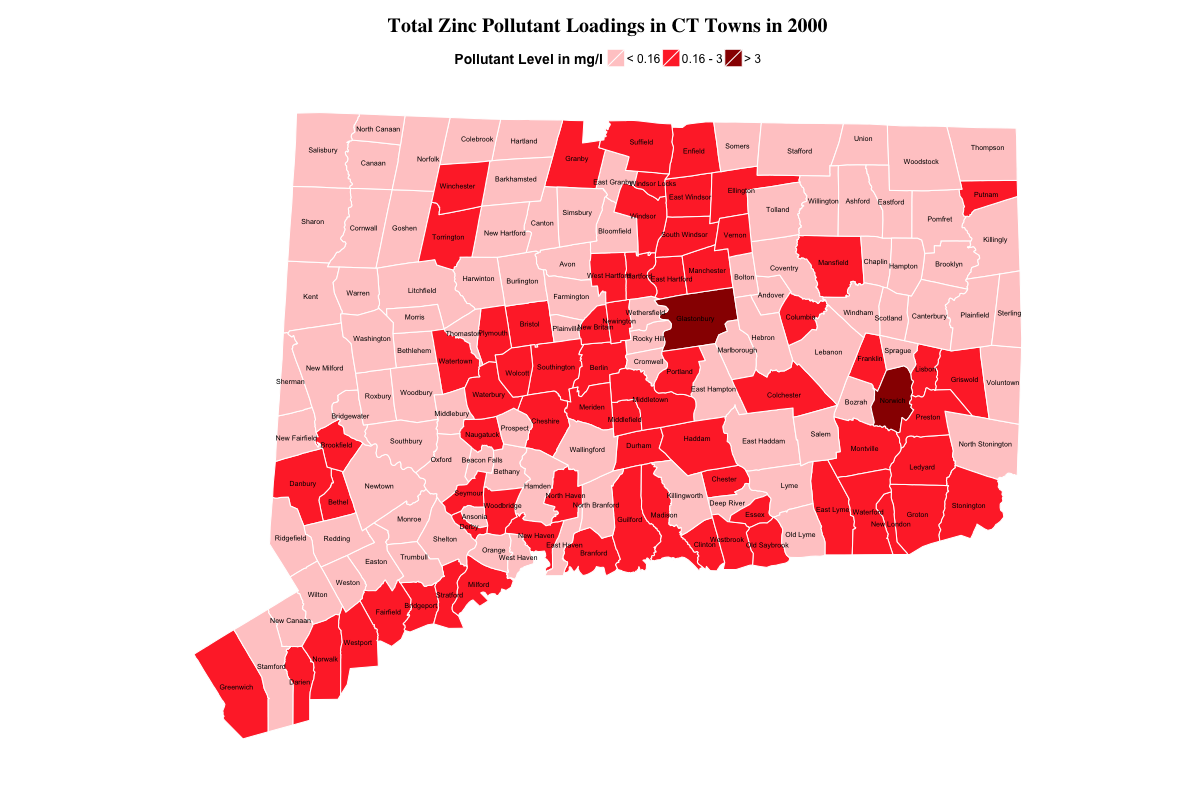 Total Zinc Pollutant Loadings in CT Towns in 2000
Pollutant Level in mg/l < 0.16 0.16 - 3 > 3
North Canaan
Colebrook
Hartland
Salisbury
Canaan
Norfolk
Granby
Suffield
Enfield
Somers
Stafford
Union
Woodstock
Thompson
Winchester
Barkhamsted
East Granby
Windsor Locks
East Windsor
Ellington
Putnam
Sharon
Cornwall
Goshen
Torrington
New Hartford
Canton
Simsbury
Bloomfield
Windsor
South Windsor
Vernon
Tolland
Willington
Ashford
Eastford
Pomfret
Killingly
Kent
Warren
Litchfield
Harwinton
Burlington
Avon
Farmington
West Hartford
Hartford
East Hartford
Manchester
Bolton
Coventry
Andover
Mansfield
Chaplin
Hampton
Brooklyn
Morris
Washington
Bethlehem
Thomaston
Plymouth
Bristol
Plainville
New Britain
Newington
Wethersfield
Glastonbury
Rocky Hill
Hebron
Marlborough
Columbia
Windham
Scotland
Canterbury
Plainfield
Sterling
New Milford
Sherman
Watertown
Wolcott
Southington
Berlin
Cromwell
Portland
East Hampton
Lebanon
Franklin
Sprague
Lisbon
Griswold
Voluntown
Roxbury
Woodbury
Bridgewater
Middlebury
Waterbury
Cheshire
Meriden
Middletown
Middlefield
Colchester
Bozrah
Norwich
Preston
New Fairfield
Brookfield
Southbury
Naugatuck
Prospect
Oxford
Beacon Falls
Bethany
Wallingford
Durham
Haddam
East Haddam
Salem
Montville
Ledyard
North Stonington
Danbury
Bethel
Newtown
Seymour
Woodbridge
Hamden
North Haven
North Branford
Guilford
Madison
Killingworth
Chester
Deep River
Essex
Lyme
East Lyme
Waterford
New London
Groton
Stonington
Ridgefield
Redding
Monroe
Ansonia
Derby
Shelton
Orange
West Haven
New Haven
East Haven
Branford
Clinton
Westbrook
Old Saybrook
Old Lyme
Easton
Trumbull
Weston
Wilton
Milford
Stratford
Bridgeport
Fairfield
New Canaan
Westport
Norwalk
Stamford
Darien
Greenwich